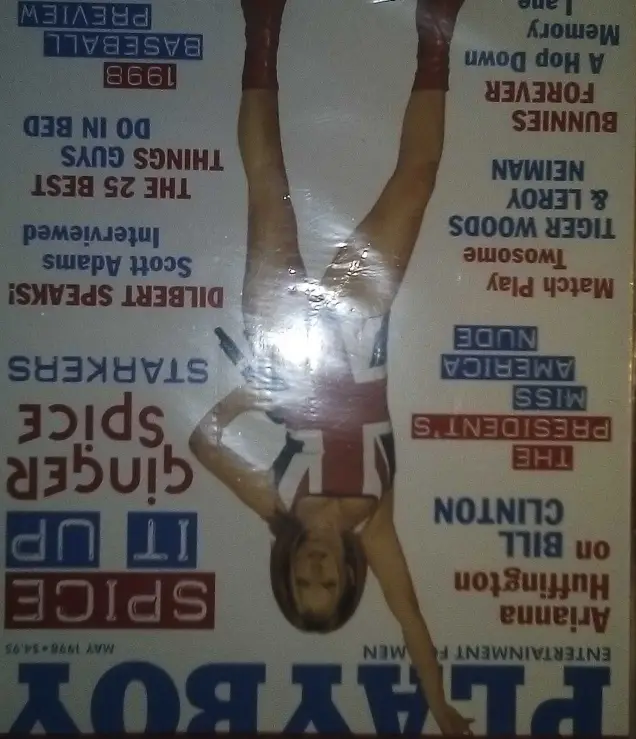 PLAYBOY
ENTERTAINMENT FOR MEN
MAY 1998 • $4.95
SPICE
IT UP
GINGER
SPICE
STARKERS
DILBERT SPEAKS!
Scott Adams
Interviewed
THE 25 BEST
THINGS GUYS
DO IN BED
1998
BASEBALL
PREVIEW
Arianna
Huffington
on BILL
CLINTON
THE
PRESIDENT'S
MISS
AMERICA
NUDE
Match Play
Twosome
TIGER WOODS
& LEROY
NEIMAN
BUNNIES
FOREVER
A Hop Down
Memory
Lane